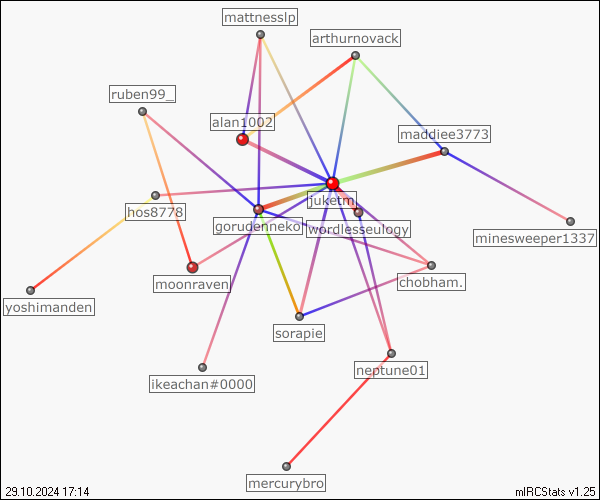 mattnesslp
arthurnovack
ruben99_
alan1002
maddiee3773
juketm
hos8778
gorudenneko
wordlesseulogy
minesweeper1337
moonraven
chobham.
yoshimanden
sorapie
neptune01
ikeachan#0000
mercurybro
29.10.2024 17:14
mIRCStats v1.25